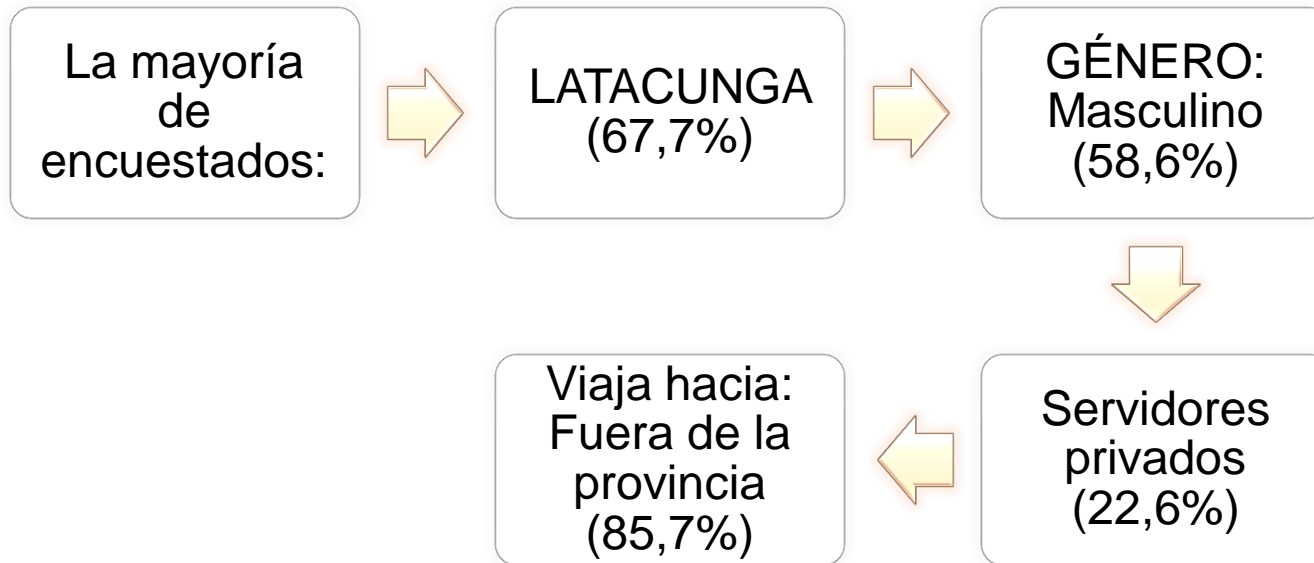 La mayoría
de
encuestados:
LATACUNGA
(67,7%)
GÉNERO:
Masculino
(58,6%)
Servidores
privados
(22,6%)
Viaja hacia:
Fuera de la
provincia
(85,7%)